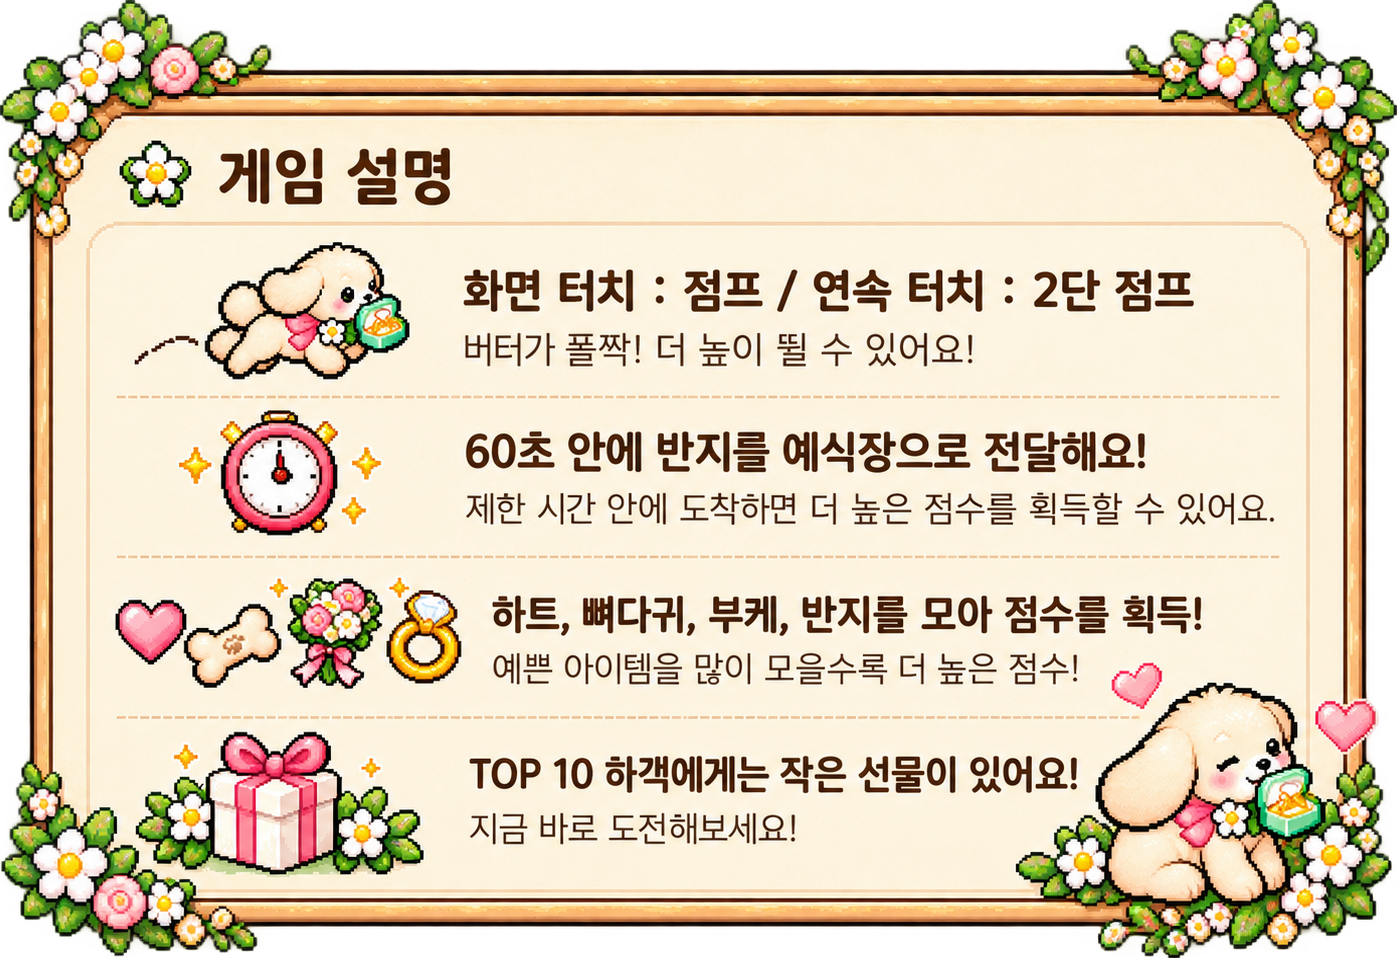 게임 설명
화면 터치 : 점프 / 연속 터치 : 2단 점프
버터가 폴짝! 더 높이 뛸 수 있어요!
60초 안에 반지를 예식장으로 전달해요!
제한 시간 안에 도착하면 더 높은 점수를 획득할 수 있어요.
하트, 뼈다귀, 부케, 반지를 모아 점수를 획득!
예쁜 아이템을 많이 모을수록 더 높은 점수!
TOP 10 하객에게는 작은 선물이 있어요!
지금 바로 도전해보세요!